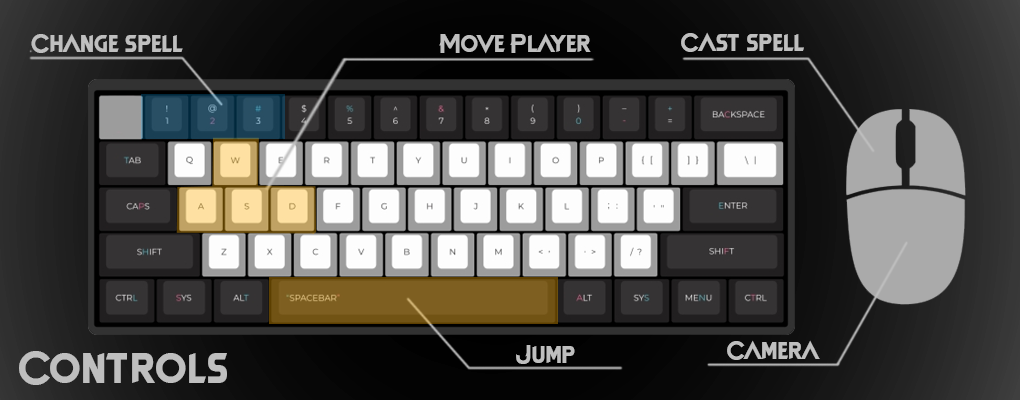 CHANGE SPELL
MOVE PLAYER
CAST SPELL
! @ # $ % ^ & * ( ) – +
1 2 3 4 5 6 7 8 9 0 - = BACKSPACE
TAB Q W E R T Y U I O P { [ ] } \ |
CAPS A S D F G H J K L ; : ' " ENTER
SHIFT Z X C V B N M < , . > / ? SHIFT
CTRL SYS ALT "SPACEBAR" ALT SYS MENU CTRL
JUMP
CAMERA
CONTROLS